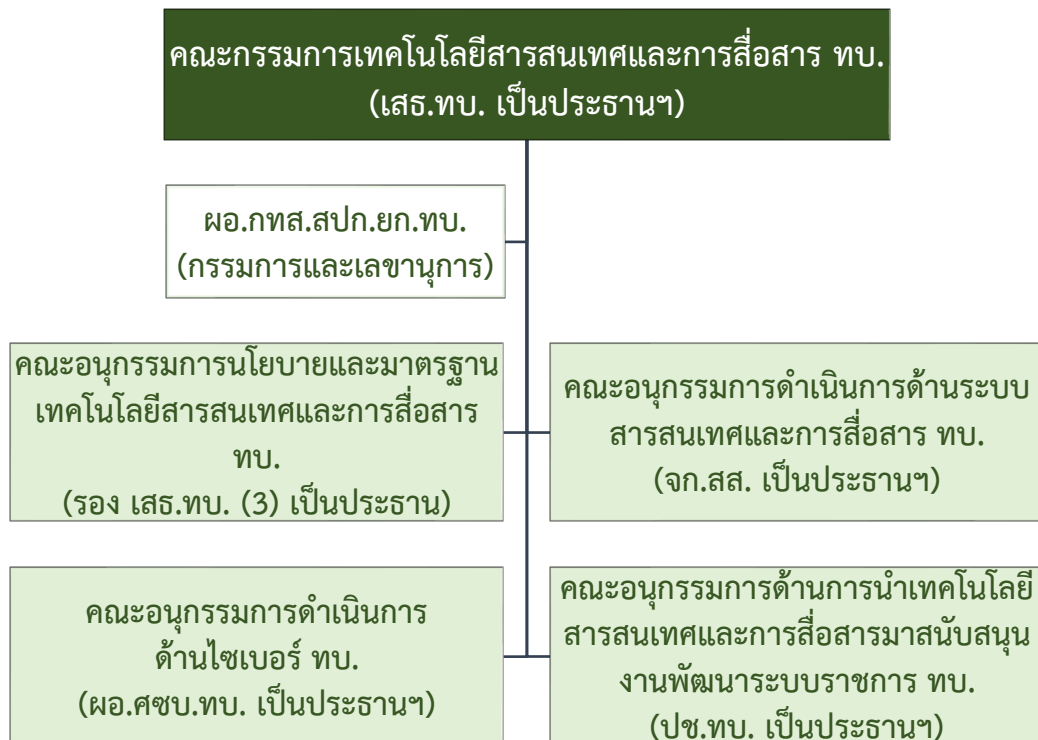 คณะกรรมการเทคโนโลยีสารสนเทศและการสื่อสาร ทบ.
(เสธ.ทบ. เป็นประธานฯ)
ผอ.กทส.สปก.ยก.ทบ.
(กรรมการและเลขานุการ)
คณะอนุกรรมการนโยบายและมาตรฐาน
เทคโนโลยีสารสนเทศและการสื่อสาร
ทบ.
(รอง เสธ.ทบ. (3) เป็นประธาน)
คณะอนุกรรมการดำเนินการด้านระบบ
สารสนเทศและการสื่อสาร ทบ.
(จก.สส. เป็นประธานฯ)
คณะอนุกรรมการดำเนินการ
ด้านไซเบอร์ ทบ.
(ผอ.ศซบ.ทบ. เป็นประธานฯ)
คณะอนุกรรมการด้านการนำเทคโนโลยี
สารสนเทศและการสื่อสารมาสนับสนุน
งานพัฒนาระบบราชการ ทบ.
(ปช.ทบ. เป็นประธานฯ)